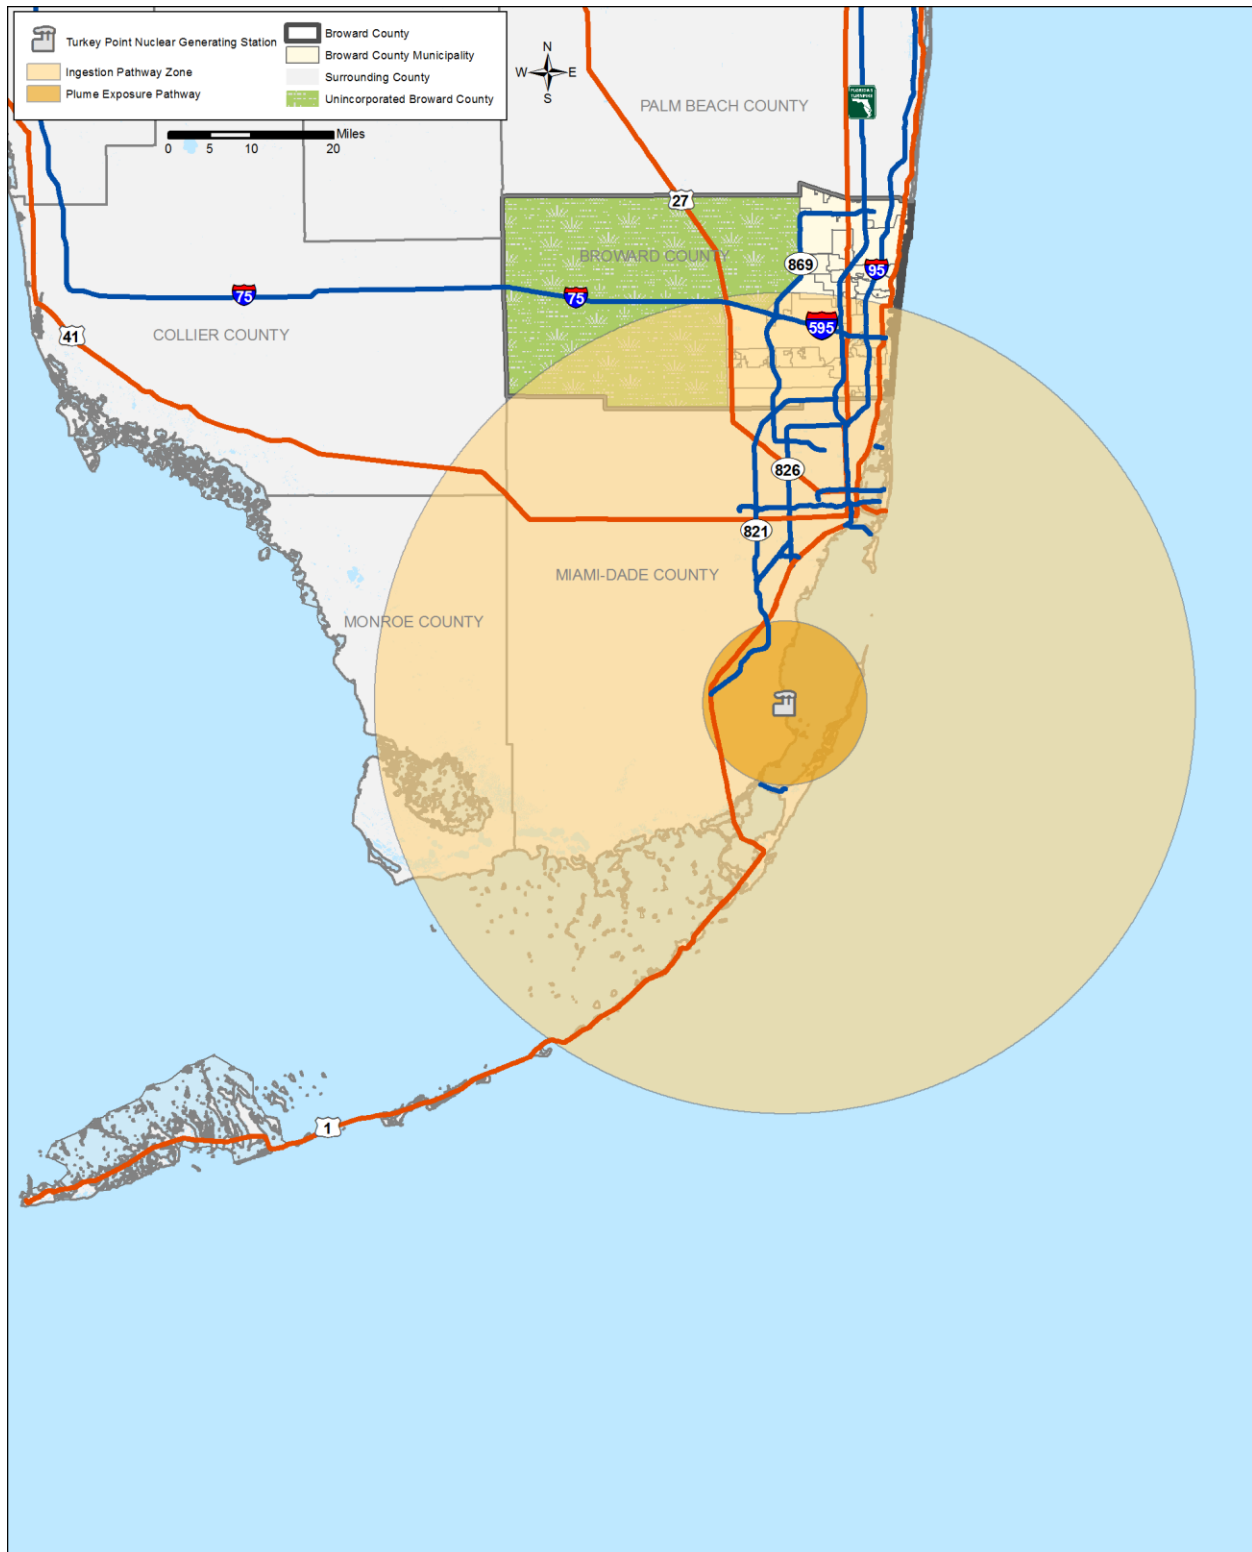 Turkey Point Nuclear Generating Station
Ingestion Pathway Zone
Plume Exposure Pathway
Broward County
Broward County Municipality
Surrounding County
Unincorporated Broward County
N
W E
S
Miles
0 5 10 20
PALM BEACH COUNTY
27
BROWARD COUNTY
869
95
75
75
595
41
COLLIER COUNTY
826
821
MIAMI-DADE COUNTY
MONROE COUNTY
1